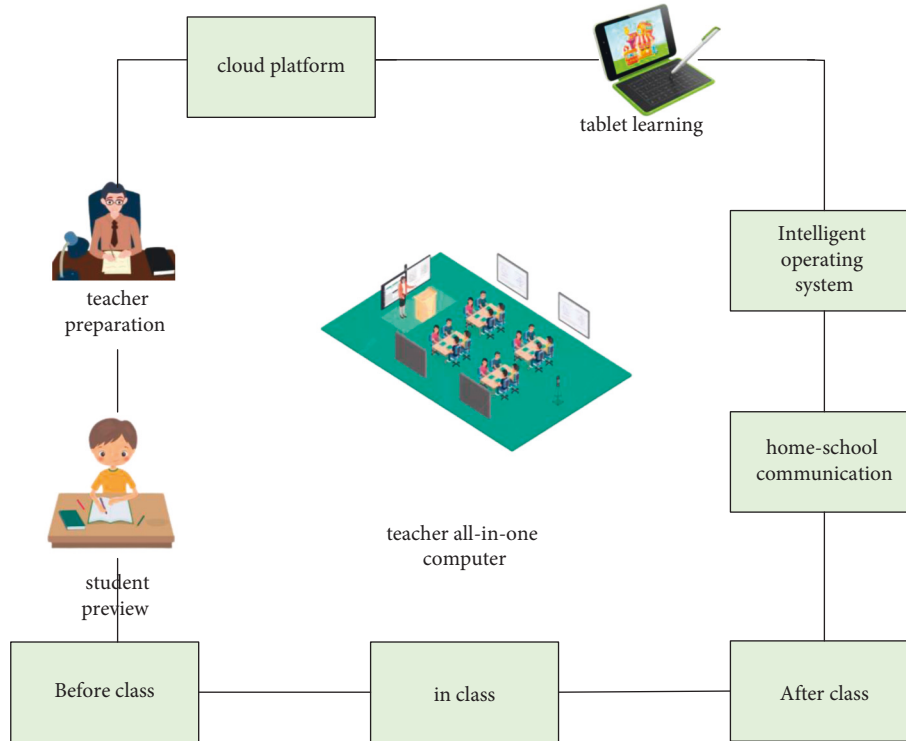 cloud platform
tablet learning
teacher
preparation
Intelligent
operating
system
home-school
communication
teacher all-in-one
computer
student
preview
Before class
in class
After class